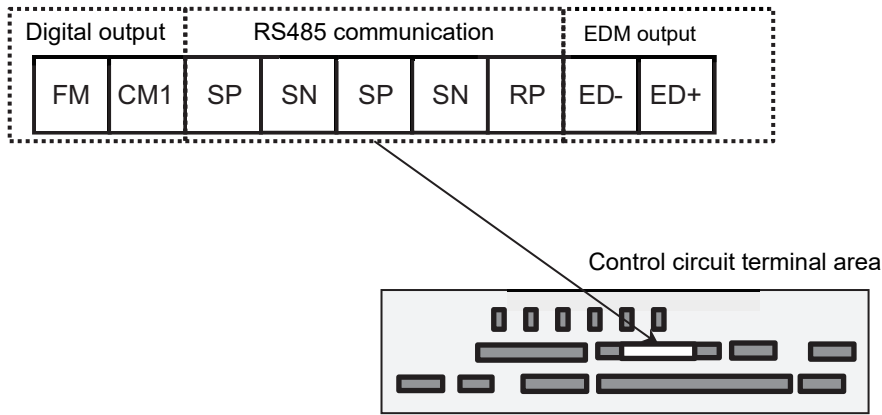 Digital output RS485 communication EDM output
FM CM1 SP SN SP SN RP ED- ED+
Control circuit terminal area